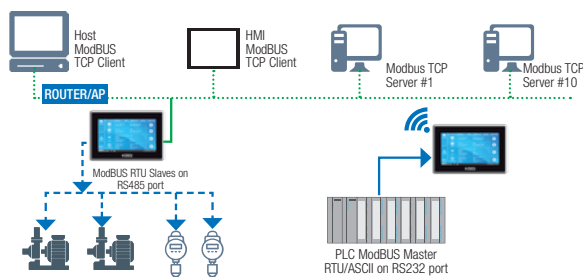 Host
ModBUS
TCP Client
HMI
ModBUS
TCP Client
Modbus TCP
Server #1
Modbus TCP
Server #10
ROUTER/AP
ModBUS RTU Slaves on
RS485 port
PLC ModBUS Master
RTU/ASCII on RS232 port